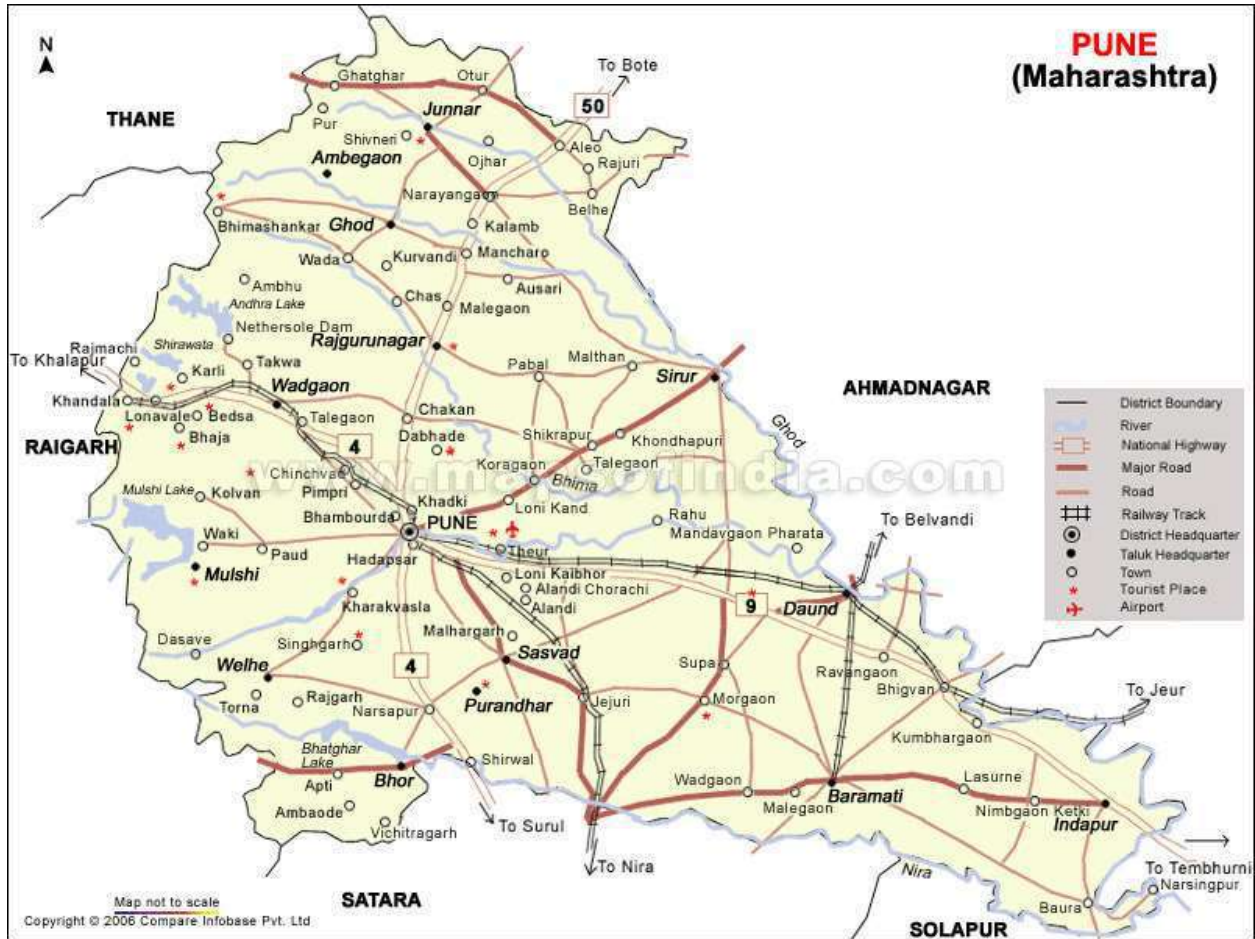 N
PUNE
(Maharashtra)
To Bote
Ghatghar
Otur
50
THANE
Pur
Junnar
Shivneri
Aleo
Ojhar
Ambegaon
Rajuri
Narayangaon
Belhe
Bhimashankar
Ghod
Kalamb
Wada
Kurvandi
Mancharo
Ambhu
Ausari
Andhra Lake
Chas
Malegaon
Nethersole Dam
Rajgurunagar
Shirawata
Rajmachi
To Khalapur
Takwa
Pabal
Malthan
Karli
Sirur
Wadgaon
AHMADNAGAR
Khandala
Lonavale
Bedsa
Talegaon
Chakan
Bhaja
RAIGARH
4
Dabhade
Shikrapur
Khondhapuri
Ghod
Chinchvad
Koragaon
Talegaon
www.mapsofindia.com
Bhima
Mulshi Lake
Kolvan
Pimpri
Khadki
Loni Kand
Bhambourda
PUNE
Rahu
To Belvandi
Waki
Paud
Hadapsar
Theur
Mandavgan Pharata
Mulshi
Loni Kaibhor
Alandi Chorachi
Kharakvasla
Alandi
9
Daund
Dasave
Singhgarh
Malhargarh
Welhe
4
Sasvad
Supa
Ravangaon
Bhigvan
Torna
Rajgarh
Narsapur
Purandhar
Jejuri
Morgaon
To Jeur
Kumbhargaon
Bhatghar
Lake
Shirwal
Apti
Bhor
Wadgaon
Malegaon
Baramati
Lasurne
Nimbgaon Ketki
Indapur
Ambaode
Vichitragarh
To Surul
To Nira
Nira
To Tembhurni
Narsingpur
Baura
SATARA
SOLAPUR
District Boundary
River
National Highway
Major Road
Road
Railway Track
District Headquarter
Taluk Headquarter
Town
Tourist Place
Airport
Map not to scale
Copyright © 2006 Compare Infobase Pvt. Ltd